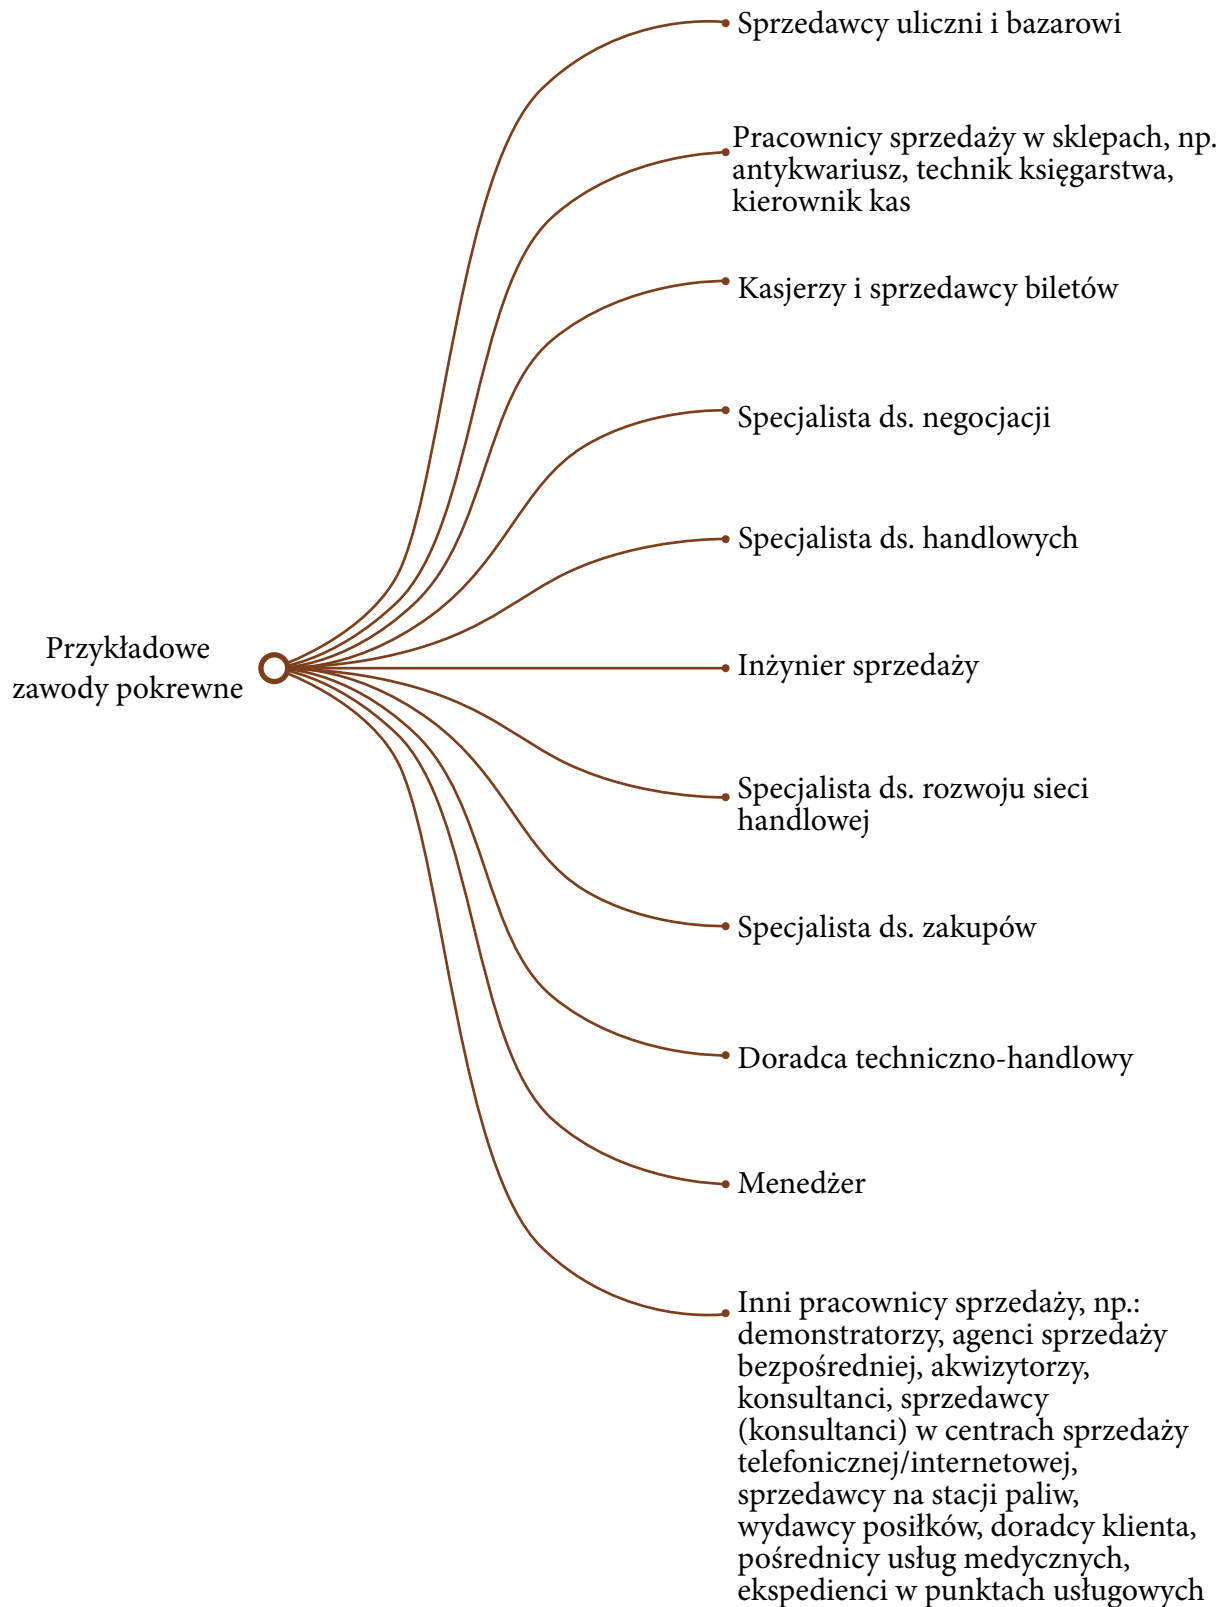 Przykładowe
zawody pokrewne
Sprzedawcy uliczni i bazarowi
Pracownicy sprzedaży w sklepach, np.
antykwariusz, technik księgarstwa,
kierownik kas
Kasjerzy i sprzedawcy biletów
Specjalista ds. negocjacji
Specjalista ds. handlowych
Inżynier sprzedaży
Specjalista ds. rozwoju sieci
handlowej
Specjalista ds. zakupów
Doradca techniczno-handlowy
Menedżer
Inni pracownicy sprzedaży, np.:
demonstratorzy, agenci sprzedaży
bezpośredniej, akwizytorzy,
konsultanci, sprzedawcy
(konsultanci) w centrach sprzedaży
telefonicznej/internetowej,
sprzedawcy na stacji paliw,
wydawcy posiłków, doradcy klienta,
pośrednicy usług medycznych,
ekspedienci w punktach usługowych